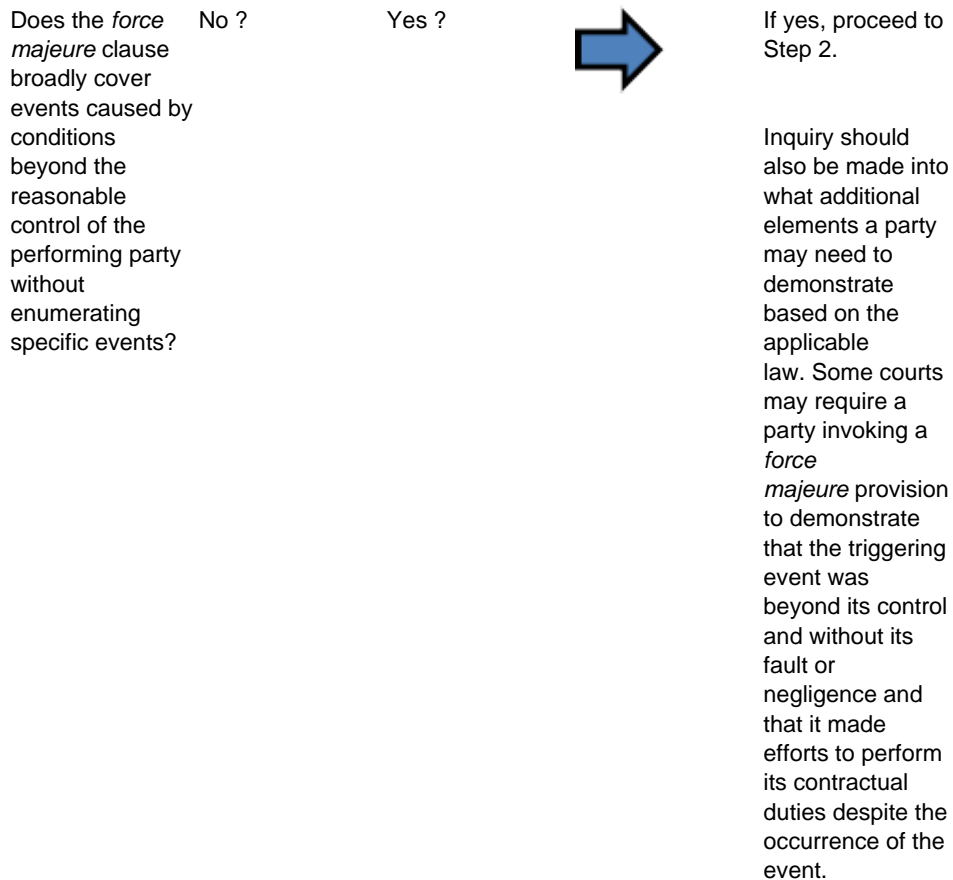 Does the force
majeure clause
broadly cover
events caused by
conditions
beyond the
reasonable
control of the
performing party
without
enumerating
specific events?
No ?
Yes ?
If yes, proceed to
Step 2.
Inquiry should
also be made into
what additional
elements a party
may need to
demonstrate
based on the
applicable
law. Some courts
may require a
party invoking a
force
majeure provision
to demonstrate
that the triggering
event was
beyond its control
and without its
fault or
negligence and
that it made
efforts to perform
its contractual
duties despite the
occurrence of the
event.